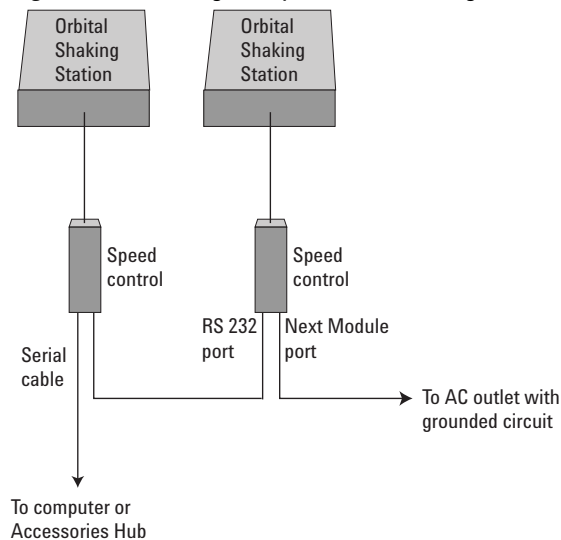 Orbital
Shaking
Station
Orbital
Shaking
Station
Speed
control
Speed
control
RS 232
port
Next Module
port
Serial
cable
To AC outlet with
grounded circuit
To computer or
Accessories Hub